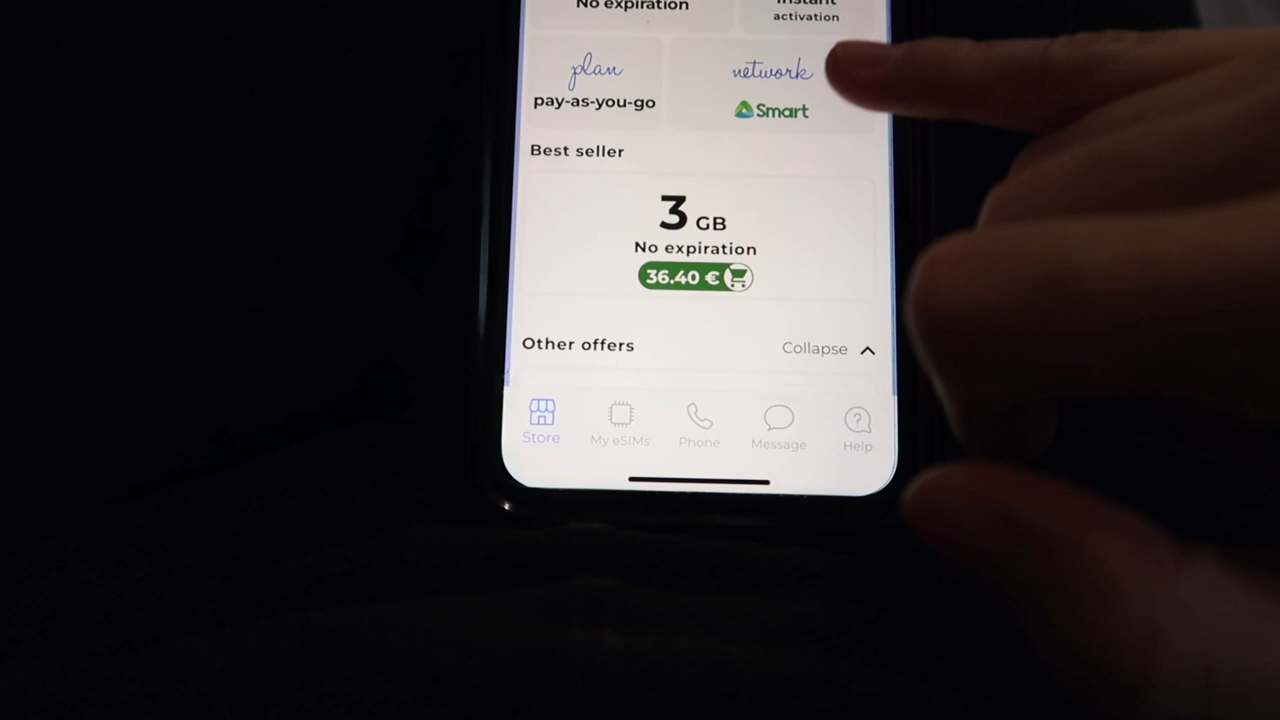 No expiration
Instant
activation
plan
network
pay-as-you-go
Smart
Best seller
3 GB
No expiration
36.40 €
Other offers
Collapse
Store
My eSIMs
Phone
Message
Help